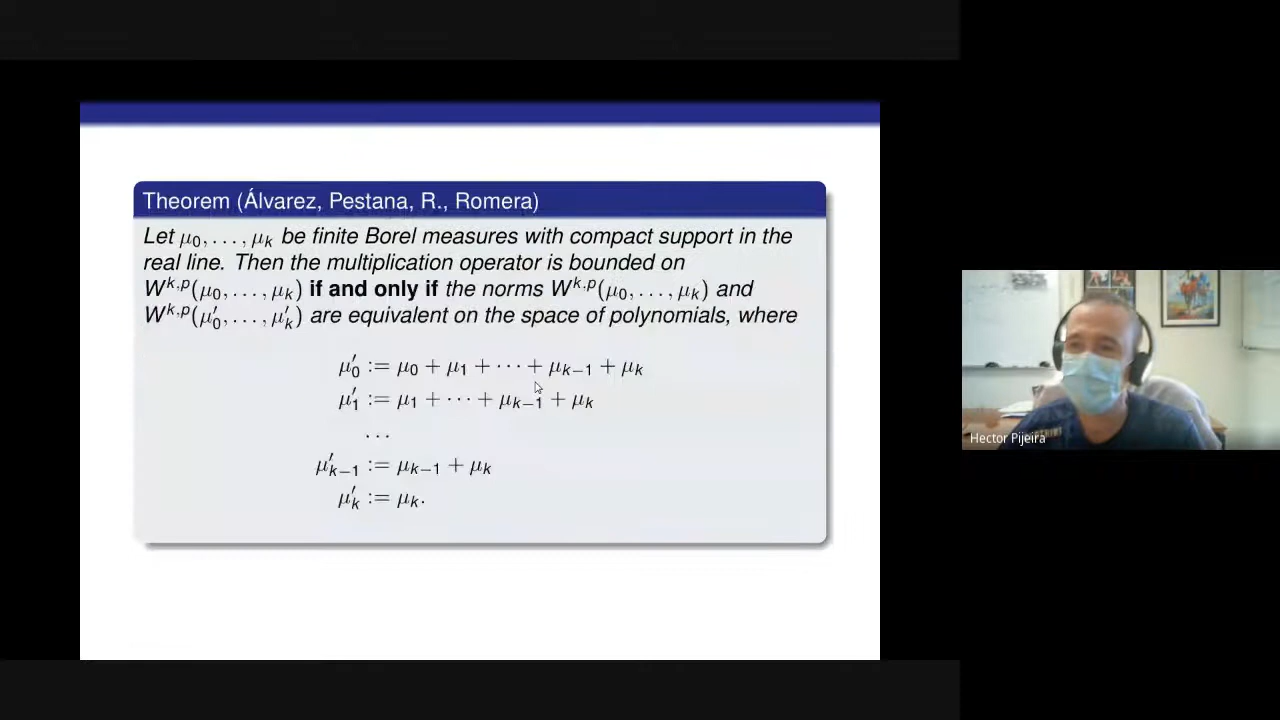 Theorem (Álvarez, Pestana, R., Romera)
Let μ₀, . . . , μₖ be finite Borel measures with compact support in the
real line. Then the multiplication operator is bounded on
Wᵏ,ᵖ(μ₀, . . . , μₖ) if and only if the norms Wᵏ,ᵖ(μ₀, . . . , μₖ) and
Wᵏ,ᵖ(μ′₀, . . . , μ′ₖ) are equivalent on the space of polynomials, where
μ′₀ := μ₀ + μ₁ + · · · + μₖ₋₁ + μₖ
μ′₁ := μ₁ + · · · + μₖ₋₁ + μₖ
. . .
μ′ₖ₋₁ := μₖ₋₁ + μₖ
μ′ₖ := μₖ.
Hector Pijeira